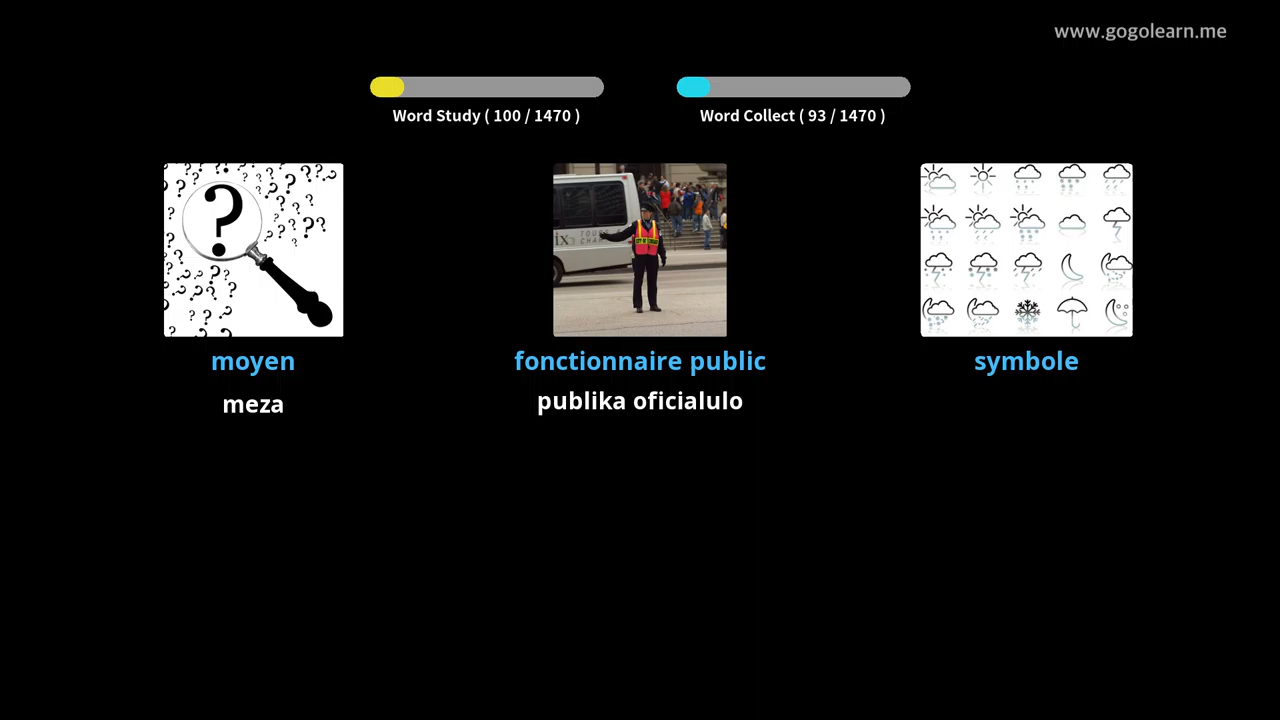 www.gogolearn.me
Word Study ( 100 / 1470 )
Word Collect ( 93 / 1470 )
moyen
fonctionnaire public
symbole
meza
publika oficialulo